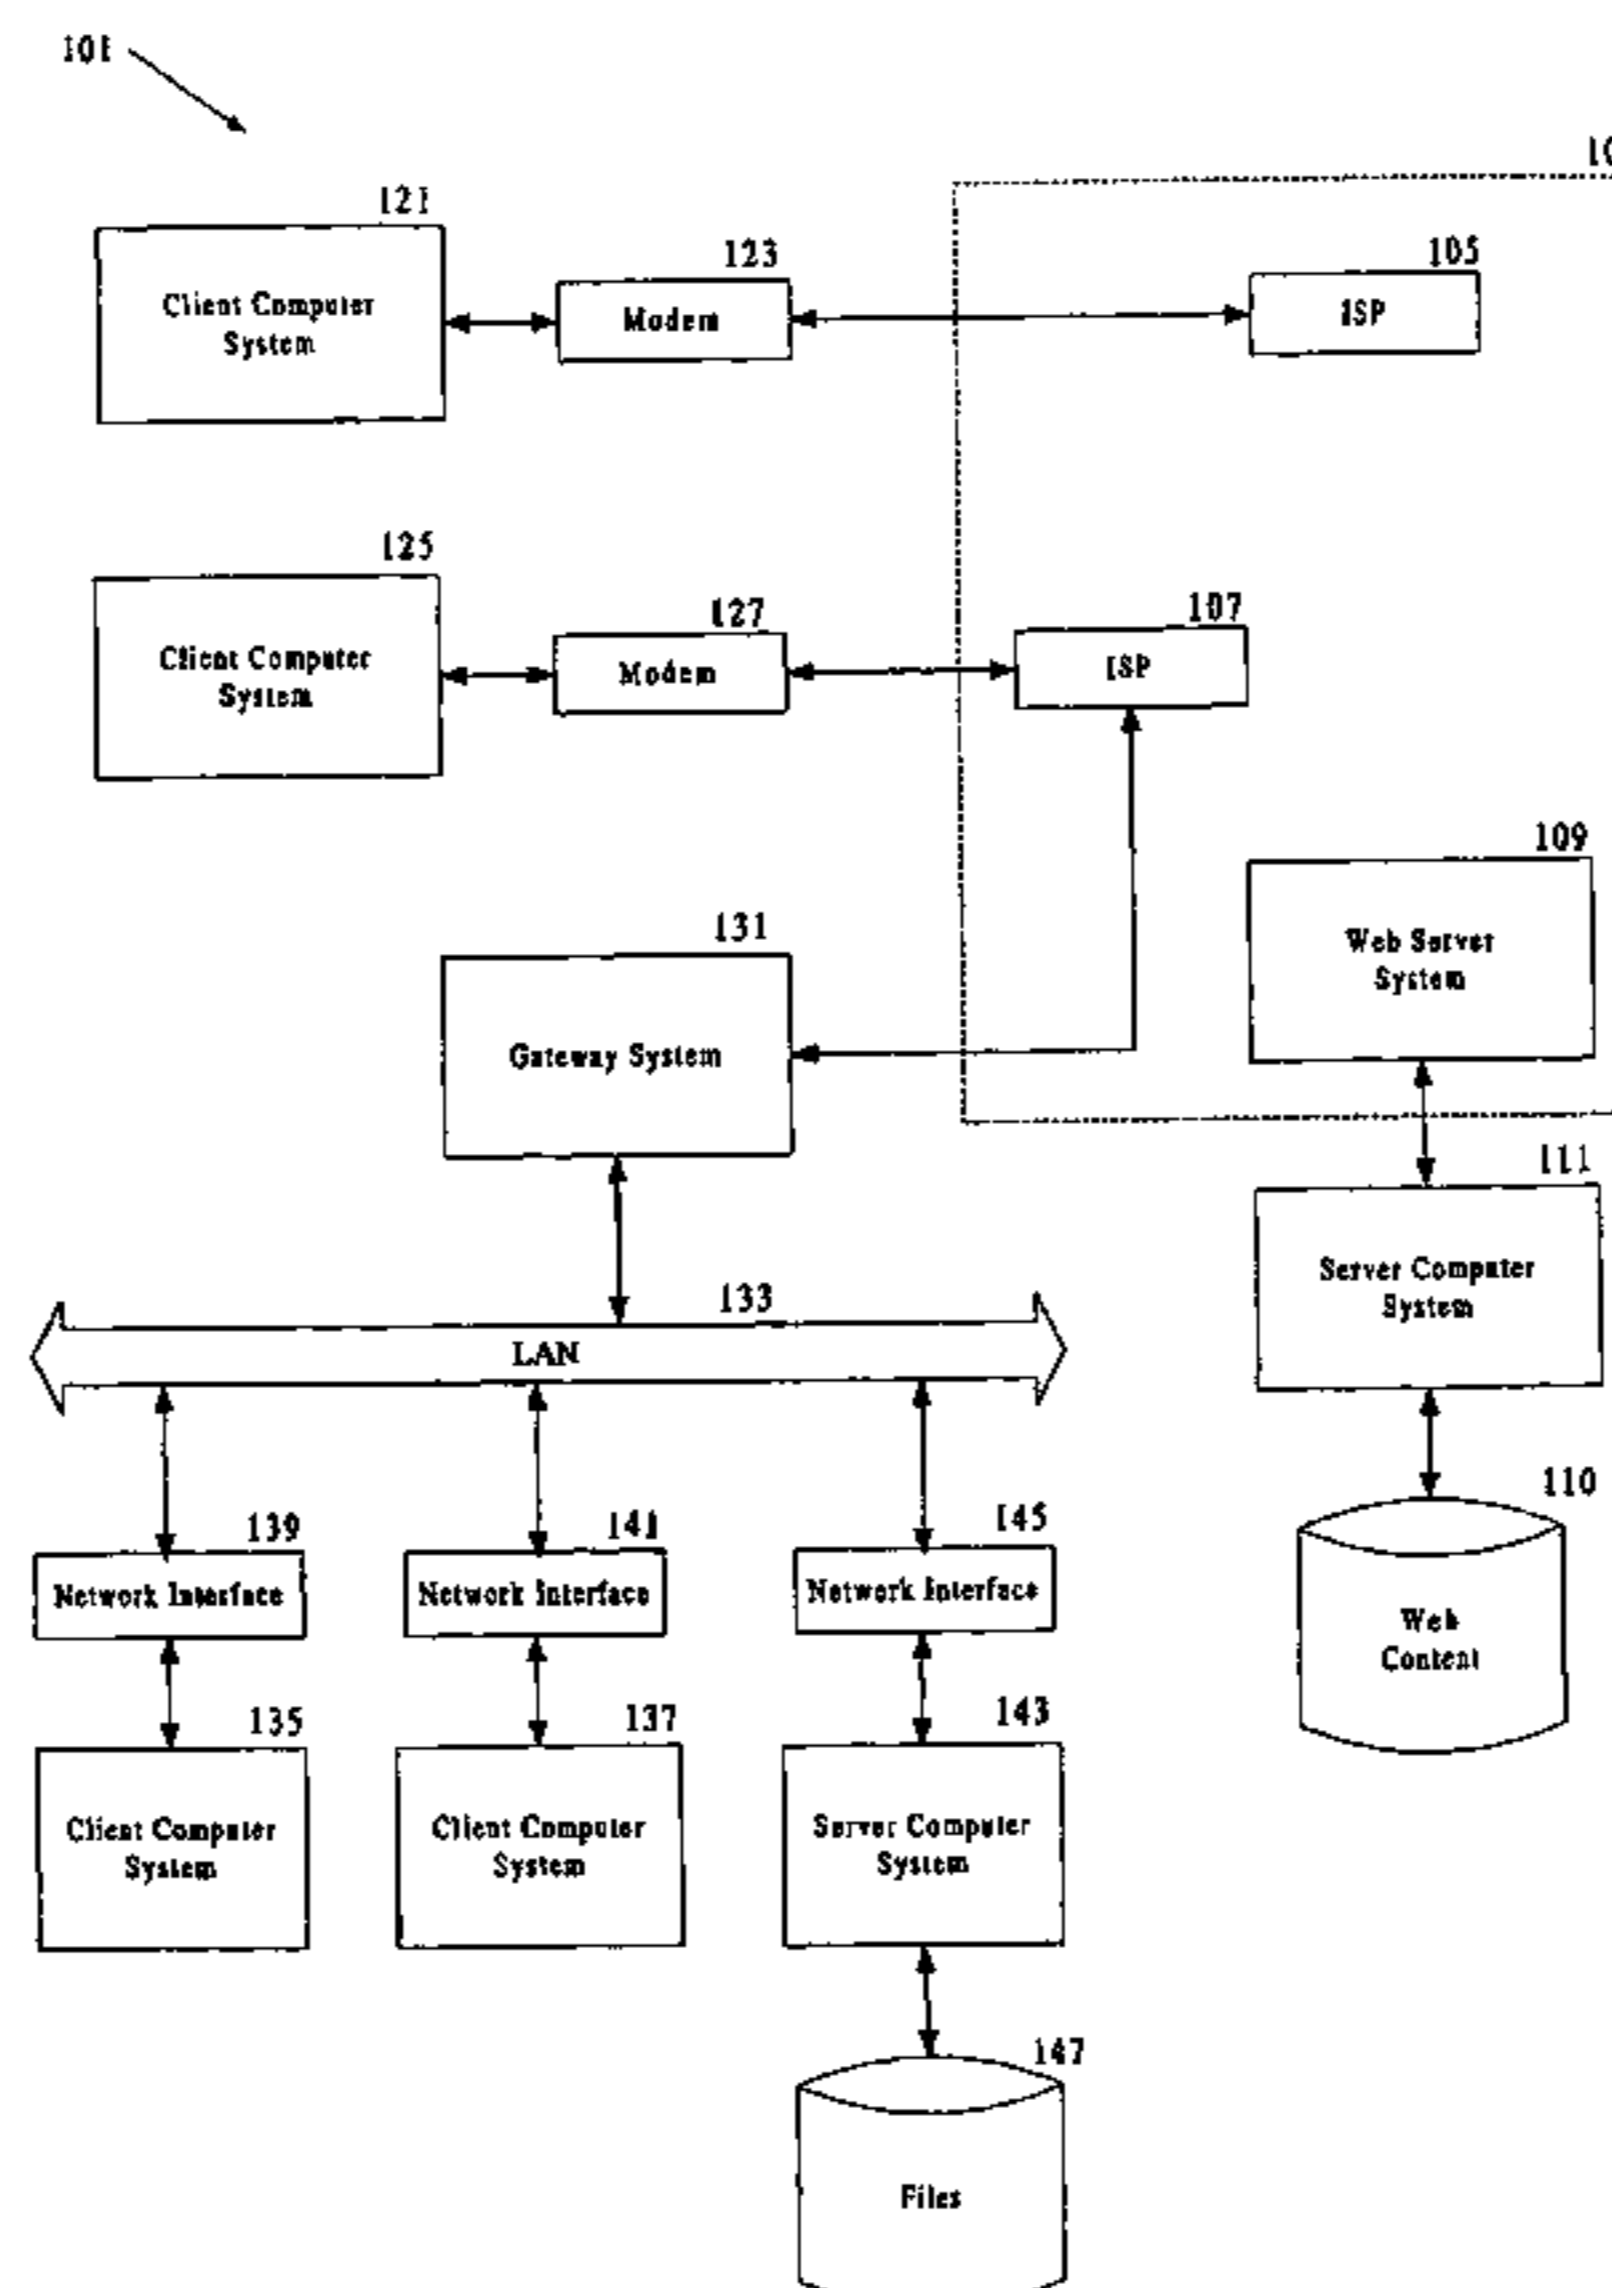 101
121
Client Computer
System
123
Modem
105
ISP
125
Client Computer
System
127
Modem
107
ISP
109
Web Server
System
131
Gateway System
111
Server Computer
System
133
LAN
110
Web
Content
139
Network Interface
141
Network Interface
145
Network Interface
135
Client Computer
System
137
Client Computer
System
143
Server Computer
System
147
Files